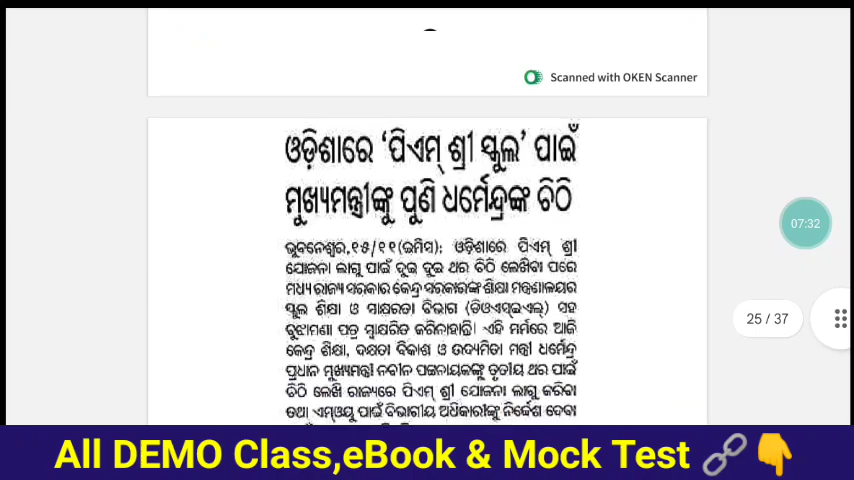 Scanned with OKEN Scanner
ଓଡ଼ିଶାରେ ‘ପିଏମ୍ ଶ୍ରୀ ସ୍କୁଲ’ ପାଇଁ
ମୁଖ୍ୟମନ୍ତ୍ରୀଙ୍କୁ ପୁଣି ଧର୍ମେନ୍ଦ୍ରଙ୍କ ଚିଠି
ଭୁବନେଶ୍ୱର,୧୫/୧୧(ଇମିସ): ଓଡ଼ିଶାରେ ପିଏମ୍ ଶ୍ରୀ
ଯୋଜନା ଲାଗୁ ପାଇଁ ଦୁଇ ଦୁଇ ଥର ଚିଠି ଲେଖିବା ପରେ
ମଧ୍ୟ ରାଜ୍ୟ ସରକାର କେନ୍ଦ୍ର ସରକାରଙ୍କ ଶିକ୍ଷା ମନ୍ତ୍ରଣାଳୟର
ସ୍କୁଲ ଶିକ୍ଷା ଓ ସାକ୍ଷରତା ବିଭାଗ (ଡିଓଏସ୍ଇଏଲ୍) ସହ
ବୁଝାମଣା ପତ୍ର ସ୍ୱାକ୍ଷରିତ କରିନାହାନ୍ତି। ଏହି ମର୍ମରେ ଆଜି
କେନ୍ଦ୍ର ଶିକ୍ଷା, ଦକ୍ଷତା ବିକାଶ ଓ ଉଦ୍ୟମିତା ମନ୍ତ୍ରୀ ଧର୍ମେନ୍ଦ୍ର
ପ୍ରଧାନ ମୁଖ୍ୟମନ୍ତ୍ରୀ ନବୀନ ପଟ୍ଟନାୟକଙ୍କୁ ତୃତୀୟ ଥର ପାଇଁ
ଚିଠି ଲେଖି ରାଜ୍ୟରେ ପିଏମ୍ ଶ୍ରୀ ଯୋଜନା ଲାଗୁ କରିବା
ତଥା ଏମ୍ଓୟୁ ପାଇଁ ବିଭାଗୀୟ ଅଧିକାରୀଙ୍କୁ ନିର୍ଦ୍ଦେଶ ଦେବା
07:32
25 / 37
All DEMO Class,eBook & Mock Test